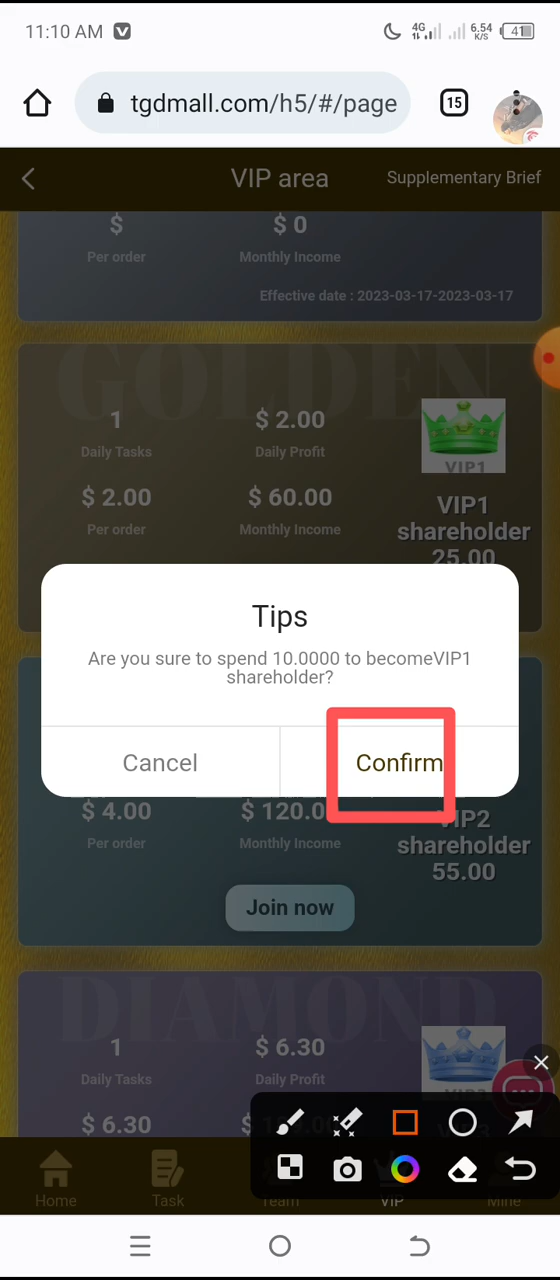 11:10 AM
4G
6.54
K/S
41
tgdmall.com/h5/#/page
15
VIP area
Supplementary Brief
$
$ 0
Per order
Monthly Income
Effective date : 2023-03-17-2023-03-17
GOLDEN
1
$ 2.00
Daily Tasks
Daily Profit
VIP1
$ 2.00
$ 60.00
Per order
Monthly Income
VIP1
shareholder
25.00
Tips
Are you sure to spend 10.0000 to becomeVIP1
shareholder?
Cancel
Confirm
$ 4.00
$ 120.0
Per order
Monthly Income
VIP2
shareholder
55.00
Join now
DIAMOND
1
$ 6.30
Daily Tasks
Daily Profit
$ 6.30
Home
Task
Team
VIP
Mine